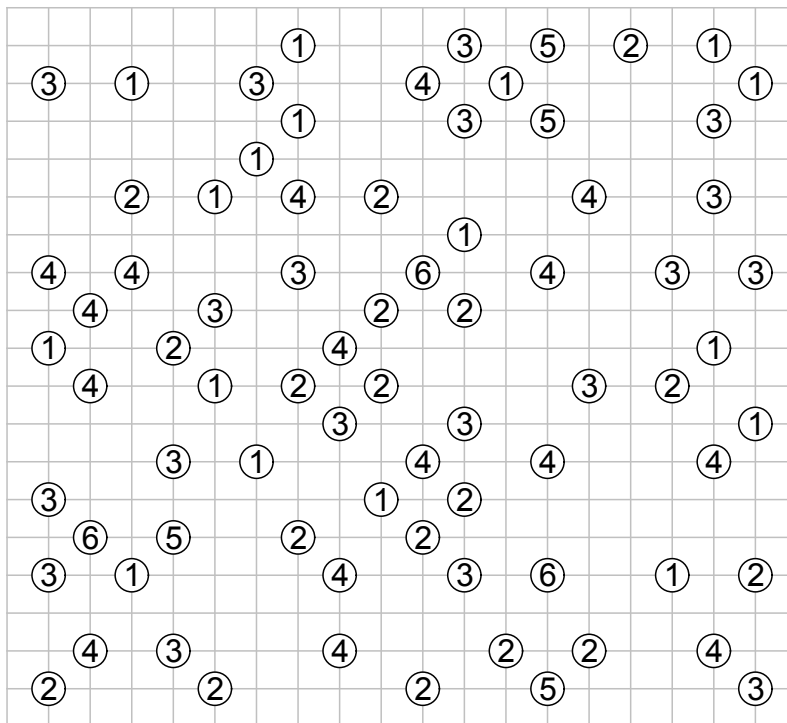 1 3 5 2 1
3 1 3 4 1 1
1 3 5 3
1
2 1 4 2 4 3
1
4 4 3 6 4 3 3
4 3 2 2
1 2 4 1
4 1 2 2 3 2
3 3 1
3 1 4 4 4
3 1 2
6 5 2 2
3 1 4 3 6 1 2
4 3 4 2 2 4
2 2 2 5 3